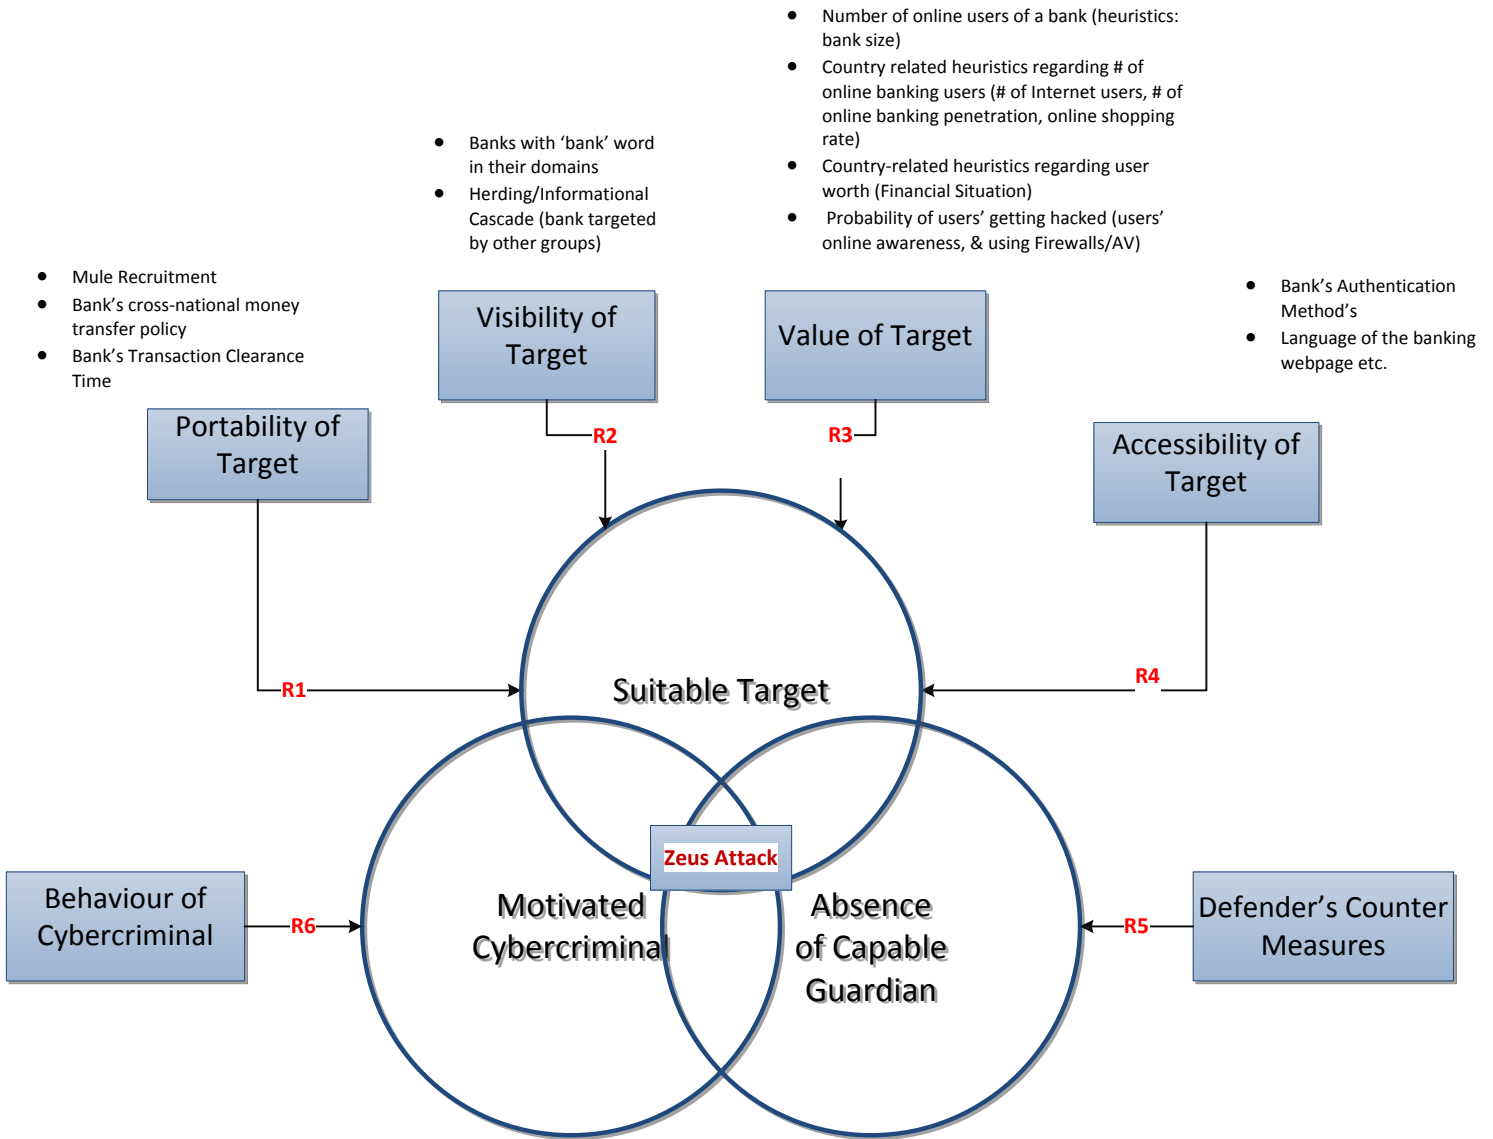 ● Number of online users of a bank (heuristics:
bank size)
● Country related heuristics regarding # of
online banking users (# of Internet users, # of
online banking penetration, online shopping
rate)
● Country-related heuristics regarding user
worth (Financial Situation)
● Probability of users’ getting hacked (users’
online awareness, & using Firewalls/AV)
● Banks with ‘bank’ word
in their domains
● Herding/Informational
Cascade (bank targeted
by other groups)
● Mule Recruitment
● Bank’s cross-national money
transfer policy
● Bank’s Transaction Clearance
Time
● Bank’s Authentication
Method’s
● Language of the banking
webpage etc.
Visibility of
Target
Value of Target
Portability of
Target
Accessibility of
Target
R2
R3
R1
R4
Suitable Target
Zeus Attack
Behaviour of
Cybercriminal
R6
Motivated
Cybercriminal
Absence
of Capable
Guardian
R5
Defender’s Counter
Measures